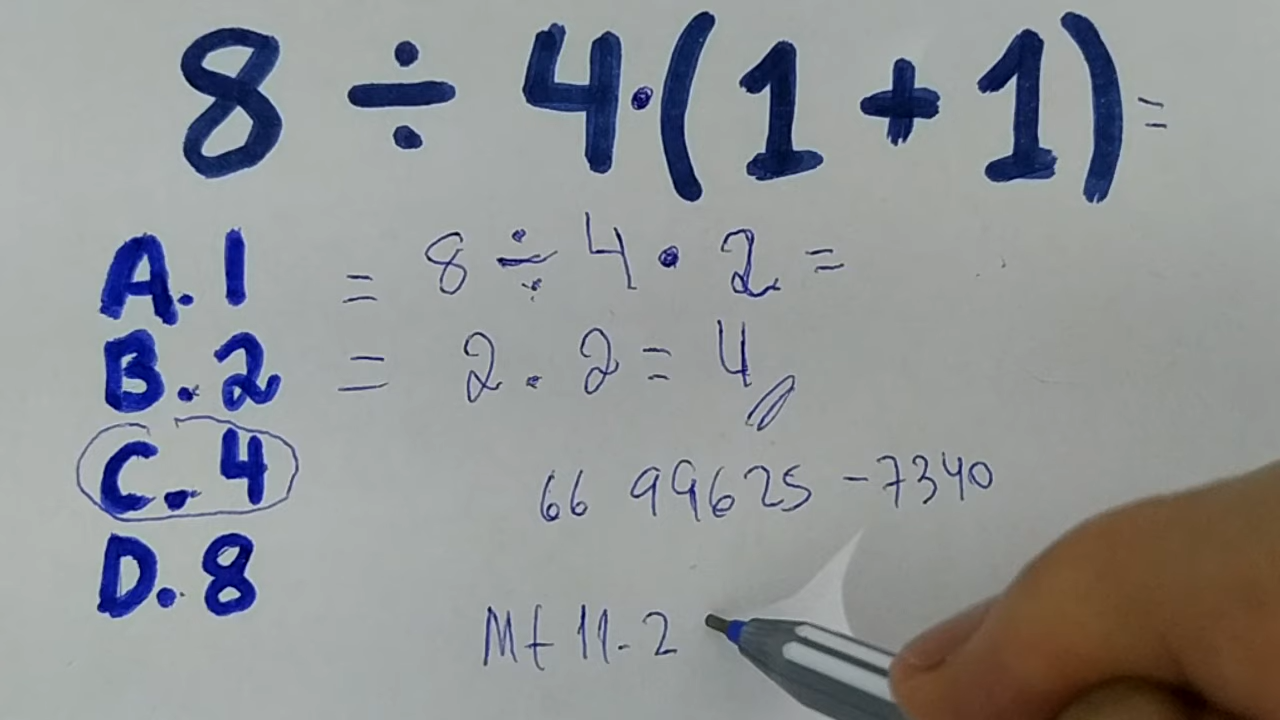 8 ÷ 4·(1 + 1) =
A. 1
= 8 ÷ 4 · 2 =
B. 2
= 2 . 2 = 4
C. 4
66 99625 - 7340
D. 8
Mt 11. 2